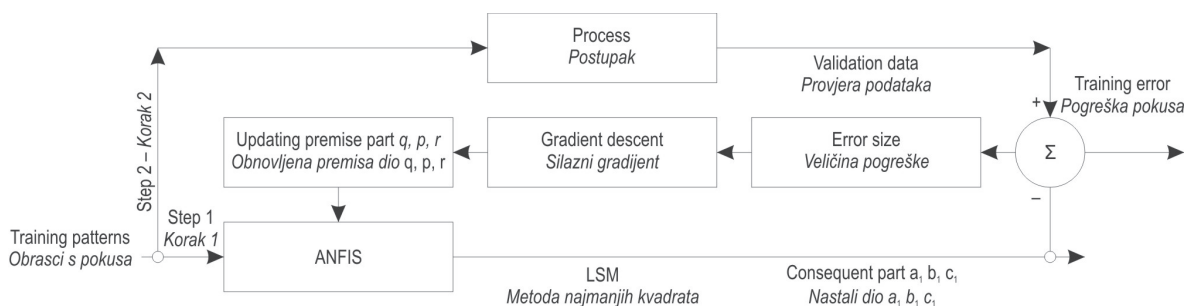 Process
Postupak
Validation data
Provjera podataka
Training error
Pogreška pokusa
+
Step 2 – Korak 2
Updating premise part q, p, r
Obnovljena premisa dio q, p, r
Gradient descent
Silazni gradijent
Error size
Veličina pogreške
Σ
–
Training patterns
Obrasci s pokusa
Step 1
Korak 1
ANFIS
LSM
Metoda najmanjih kvadrata
Consequent part a₁ b₁ c₁
Nastali dio a₁ b₁ c₁